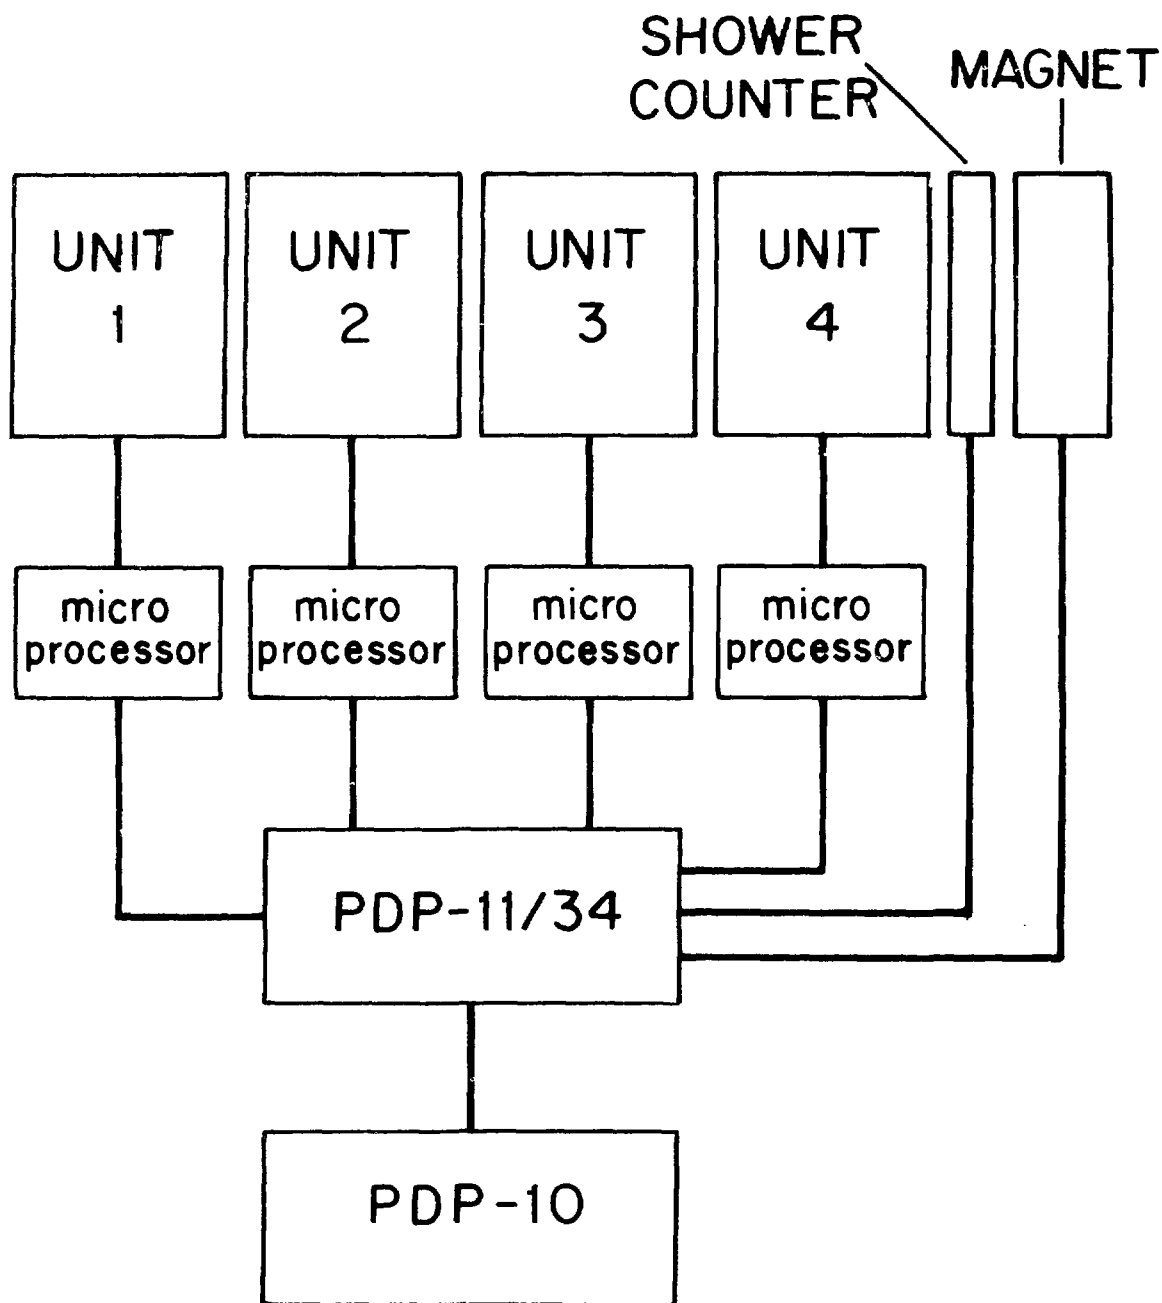 SHOWER
COUNTER
MAGNET
UNIT
1
UNIT
2
UNIT
3
UNIT
4
micro
processor
micro
processor
micro
processor
micro
processor
PDP-11/34
PDP-10